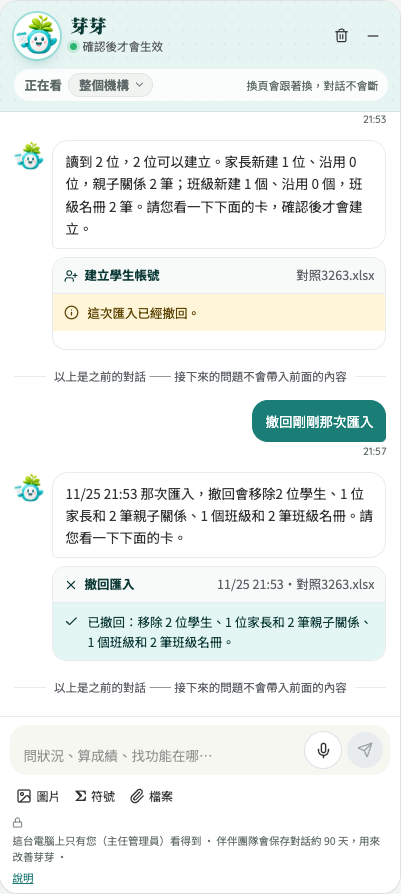 芽芽
確認後才會生效
正在看 整個機構 換頁會跟著換，對話不會斷
21:53
讀到 2 位，2 位可以建立。家長新建 1 位、沿用 0
位，親子關係 2 筆；班級新建 1 個、沿用 0 個，班
級名冊 2 筆。請您看一下下面的卡，確認後才會建
立。
建立學生帳號 對照3263.xlsx
這次匯入已經撤回。
以上是之前的對話 —— 接下來的問題不會帶入前面的內容
撤回剛剛那次匯入
21:57
11/25 21:53 那次匯入，撤回會移除2 位學生、1 位
家長和 2 筆親子關係、1 個班級和 2 筆班級名冊。請
您看一下下面的卡。
撤回匯入 11/25 21:53・對照3263.xlsx
已撤回：移除 2 位學生、1 位家長和 2 筆親子關係、
1 個班級和 2 筆班級名冊。
以上是之前的對話 —— 接下來的問題不會帶入前面的內容
問狀況、算成績、找功能在哪⋯
圖片 Σ 符號 檔案
這台電腦上只有您（主任管理員）看得到 ・ 伴伴團隊會保存對話約 90 天，用來
改善芽芽 ・
說明